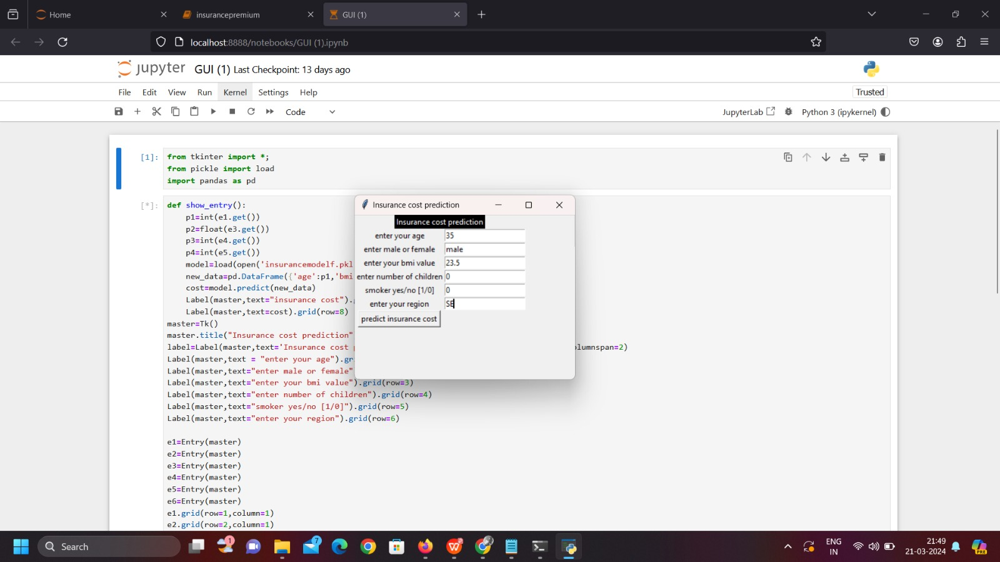 Home
insurancepremium
GUI (1)
localhost:8888/notebooks/GUI (1).ipynb
jupyter GUI (1) Last Checkpoint: 13 days ago
File Edit View Run Kernel Settings Help
Trusted
Code
JupyterLab
Python 3 (ipykernel)
[1]:
from tkinter import *;
from pickle import load
import pandas as pd
[*]:
def show_entry():
p1=int(e1.get())
p2=float(e3.get())
p3=int(e4.get())
p4=int(e5.get())
model=load(open('insurancemodelf.pkl
new_data=pd.DataFrame({'age':p1,'bmi
cost=model.predict(new_data)
Label(master,text="insurance cost").
Label(master,text=cost).grid(row=8)
master=Tk()
master.title("Insurance cost prediction"
label=Label(master,text='Insurance cost
lumnspan=2)
Label(master,text = "enter your age").gr
Label(master,text="enter male or female"
Label(master,text="enter your bmi value").grid(row=3)
Label(master,text="enter number of children").grid(row=4)
Label(master,text="smoker yes/no [1/0]").grid(row=5)
Label(master,text="enter your region").grid(row=6)
e1=Entry(master)
e2=Entry(master)
e3=Entry(master)
e4=Entry(master)
e5=Entry(master)
e6=Entry(master)
e1.grid(row=1,column=1)
e2.grid(row=2,column=1)
Insurance cost prediction
Insurance cost prediction
enter your age 35
enter male or female male
enter your bmi value 23.5
enter number of children 0
smoker yes/no [1/0] 0
enter your region SE
predict insurance cost
Search
1
7
ENG
IN
21:49
21-03-2024
PRE